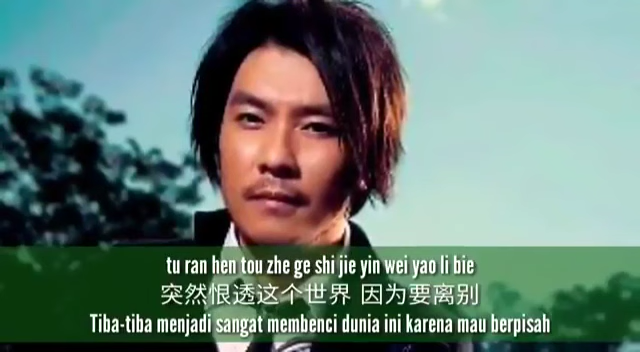 tu ran hen tou zhe ge shi jie yin wei yao li bie
突然恨透这个世界 因为要离别
Tiba-tiba menjadi sangat membenci dunia ini karena mau berpisah